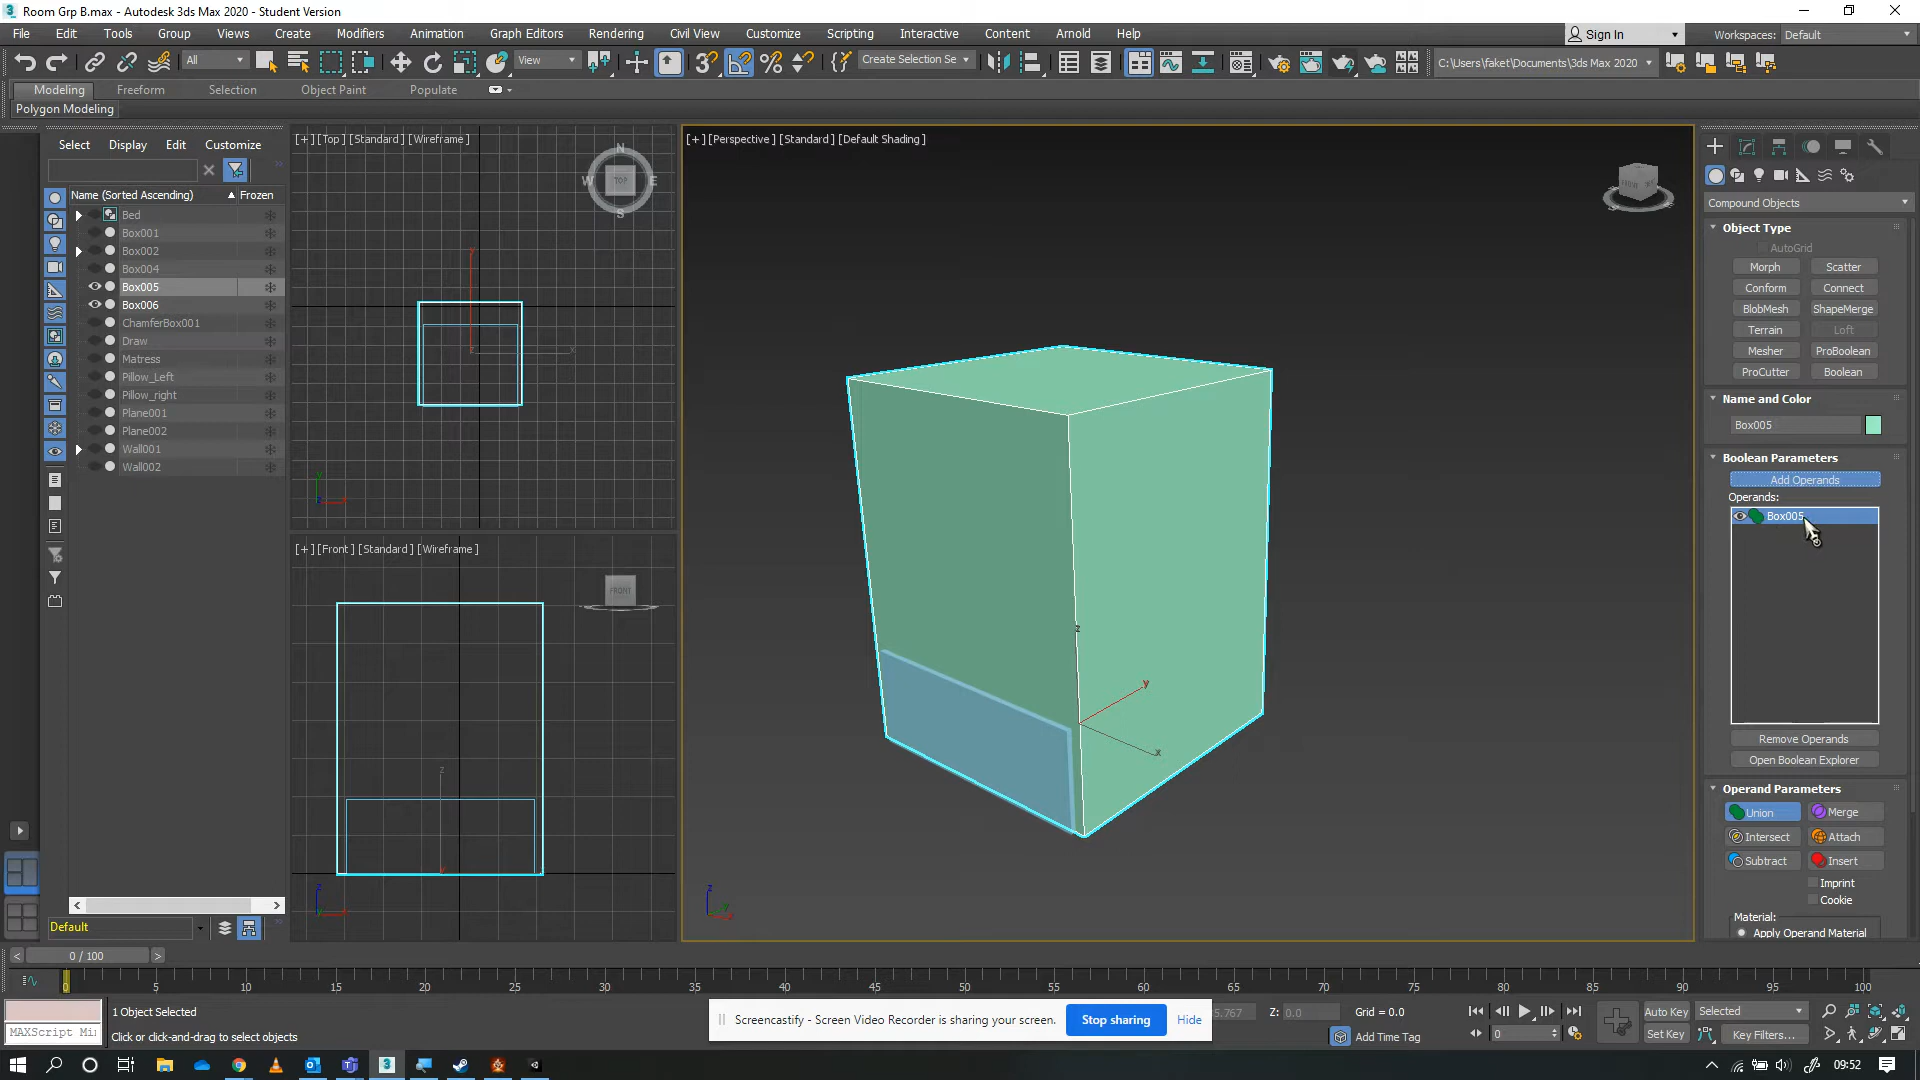 Room Grp B.max - Autodesk 3ds Max 2020 - Student Version
File Edit Tools Group Views Create Modifiers Animation Graph Editors Rendering Civil View Customize Scripting Interactive Content Arnold Help
Sign In Workspaces: Default
All View Create Selection Se C:\Users\faket\Documents\3ds Max 2020
Modeling Freeform Selection Object Paint Populate
Polygon Modeling
Select Display Edit Customize
Name (Sorted Ascending) Frozen
Bed
Box001
Box002
Box004
Box005
Box006
ChamferBox001
Draw
Matress
Pillow_Left
Pillow_right
Plane001
Plane002
Wall001
Wall002
Default
[+] [Top] [Standard] [Wireframe]
N
W TOP E
S
y
z x
[+] [Front] [Standard] [Wireframe]
FRONT
z
[+] [Perspective] [Standard] [Default Shading]
z
y
x
Compound Objects
Object Type
AutoGrid
Morph Scatter
Conform Connect
BlobMesh ShapeMerge
Terrain Loft
Mesher ProBoolean
ProCutter Boolean
Name and Color
Box005
Boolean Parameters
Add Operands
Operands:
Box005
Remove Operands
Open Boolean Explorer
Operand Parameters
Union Merge
Intersect Attach
Subtract Insert
Imprint
Cookie
Material:
Apply Operand Material
< 0 / 100 >
0 5 10 15 20 25 30 35 40 45 50 55 60 65 70 75 80 85 90 95 100
1 Object Selected
MAXScript Mi
Click or click-and-drag to select objects
Screencastify - Screen Video Recorder is sharing your screen. Stop sharing Hide
5.767 Z: 0.0 Grid = 0.0
Add Time Tag
0
Auto Key Selected
Set Key Key Filters...
09:52